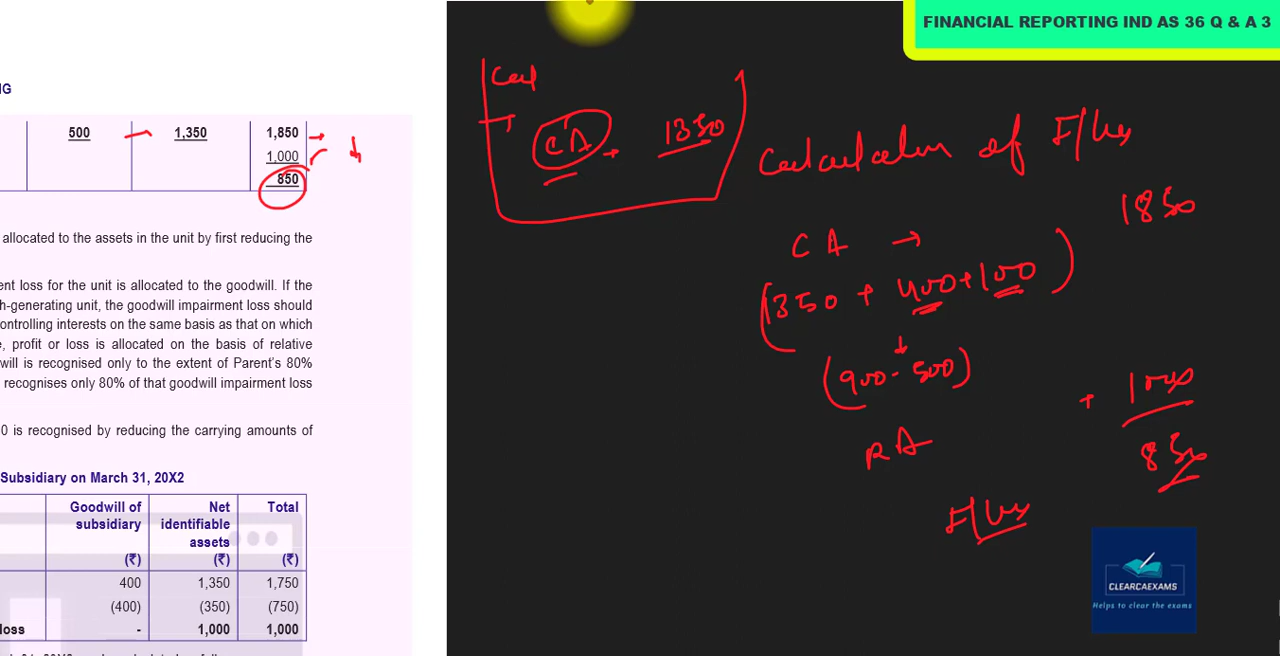 FINANCIAL REPORTING IND AS 36 Q & A 3
NG
500 1,350 1,850
1,000
850
allocated to the assets in the unit by first reducing the
ent loss for the unit is allocated to the goodwill. If the
h-generating unit, the goodwill impairment loss should
ontrolling interests on the same basis as that on which
e, profit or loss is allocated on the basis of relative
will is recognised only to the extent of Parent's 80%
recognises only 80% of that goodwill impairment loss
0 is recognised by reducing the carrying amounts of
Subsidiary on March 31, 20X2
Goodwill of subsidiary (₹) Net identifiable assets (₹) Total (₹)
400 1,350 1,750
(400) (350) (750)
loss - 1,000 1,000
CA 1350
Calculation of I/Loss
CA → 1850
(1350 + 400 + 100)
(900 - 500)
RA 1000
I/Loss 850
CLEARCAEXAMS
Helps to clear the exams